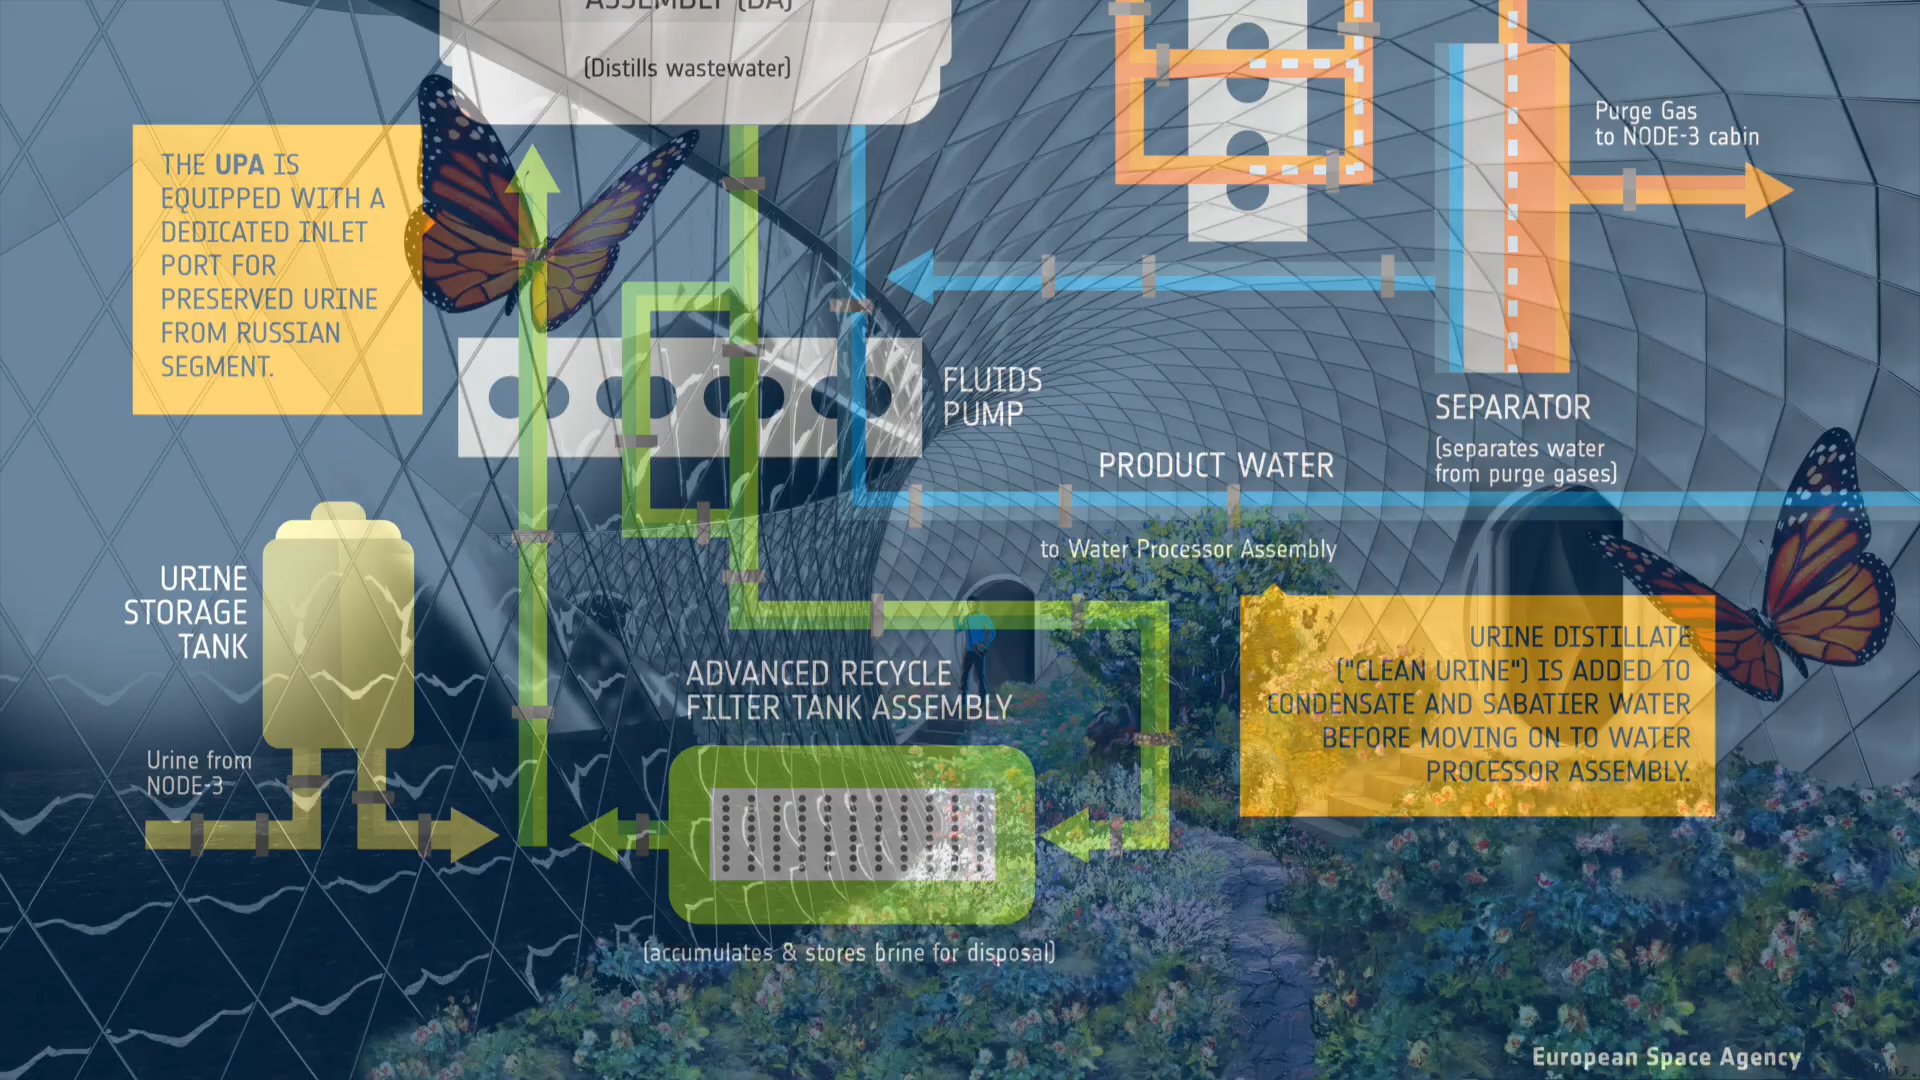 ASSEMBLY (DA)
(Distills wastewater)
Purge Gas
to NODE-3 cabin
THE UPA IS
EQUIPPED WITH A
DEDICATED INLET
PORT FOR
PRESERVED URINE
FROM RUSSIAN
SEGMENT.
FLUIDS
PUMP
SEPARATOR
(separates water
from purge gases)
PRODUCT WATER
to Water Processor Assembly
URINE
STORAGE
TANK
Urine from
NODE-3
ADVANCED RECYCLE
FILTER TANK ASSEMBLY
(accumulates & stores brine for disposal)
URINE DISTILLATE
("CLEAN URINE") IS ADDED TO
CONDENSATE AND SABATIER WATER
BEFORE MOVING ON TO WATER
PROCESSOR ASSEMBLY.
European Space Agency